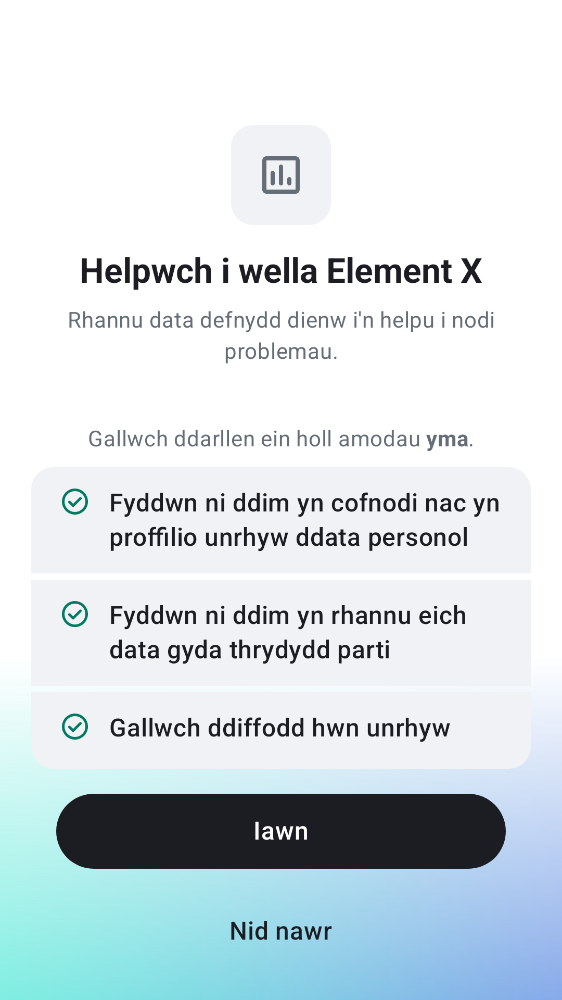 Helpwch i wella Element X
Rhannu data defnydd dienw i'n helpu i nodi
problemau.
Gallwch ddarllen ein holl amodau yma.
Fyddwn ni ddim yn cofnodi nac yn
proffilio unrhyw ddata personol
Fyddwn ni ddim yn rhannu eich
data gyda thrydydd parti
Gallwch ddiffodd hwn unrhyw
Iawn
Nid nawr